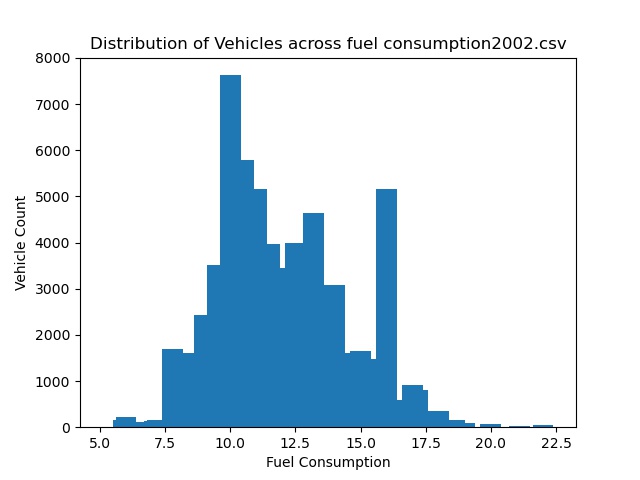 Distribution of Vehicles across fuel consumption2002.csv
8000
7000
6000
5000
4000
3000
2000
1000
0
Vehicle Count
5.0 7.5 10.0 12.5 15.0 17.5 20.0 22.5
Fuel Consumption